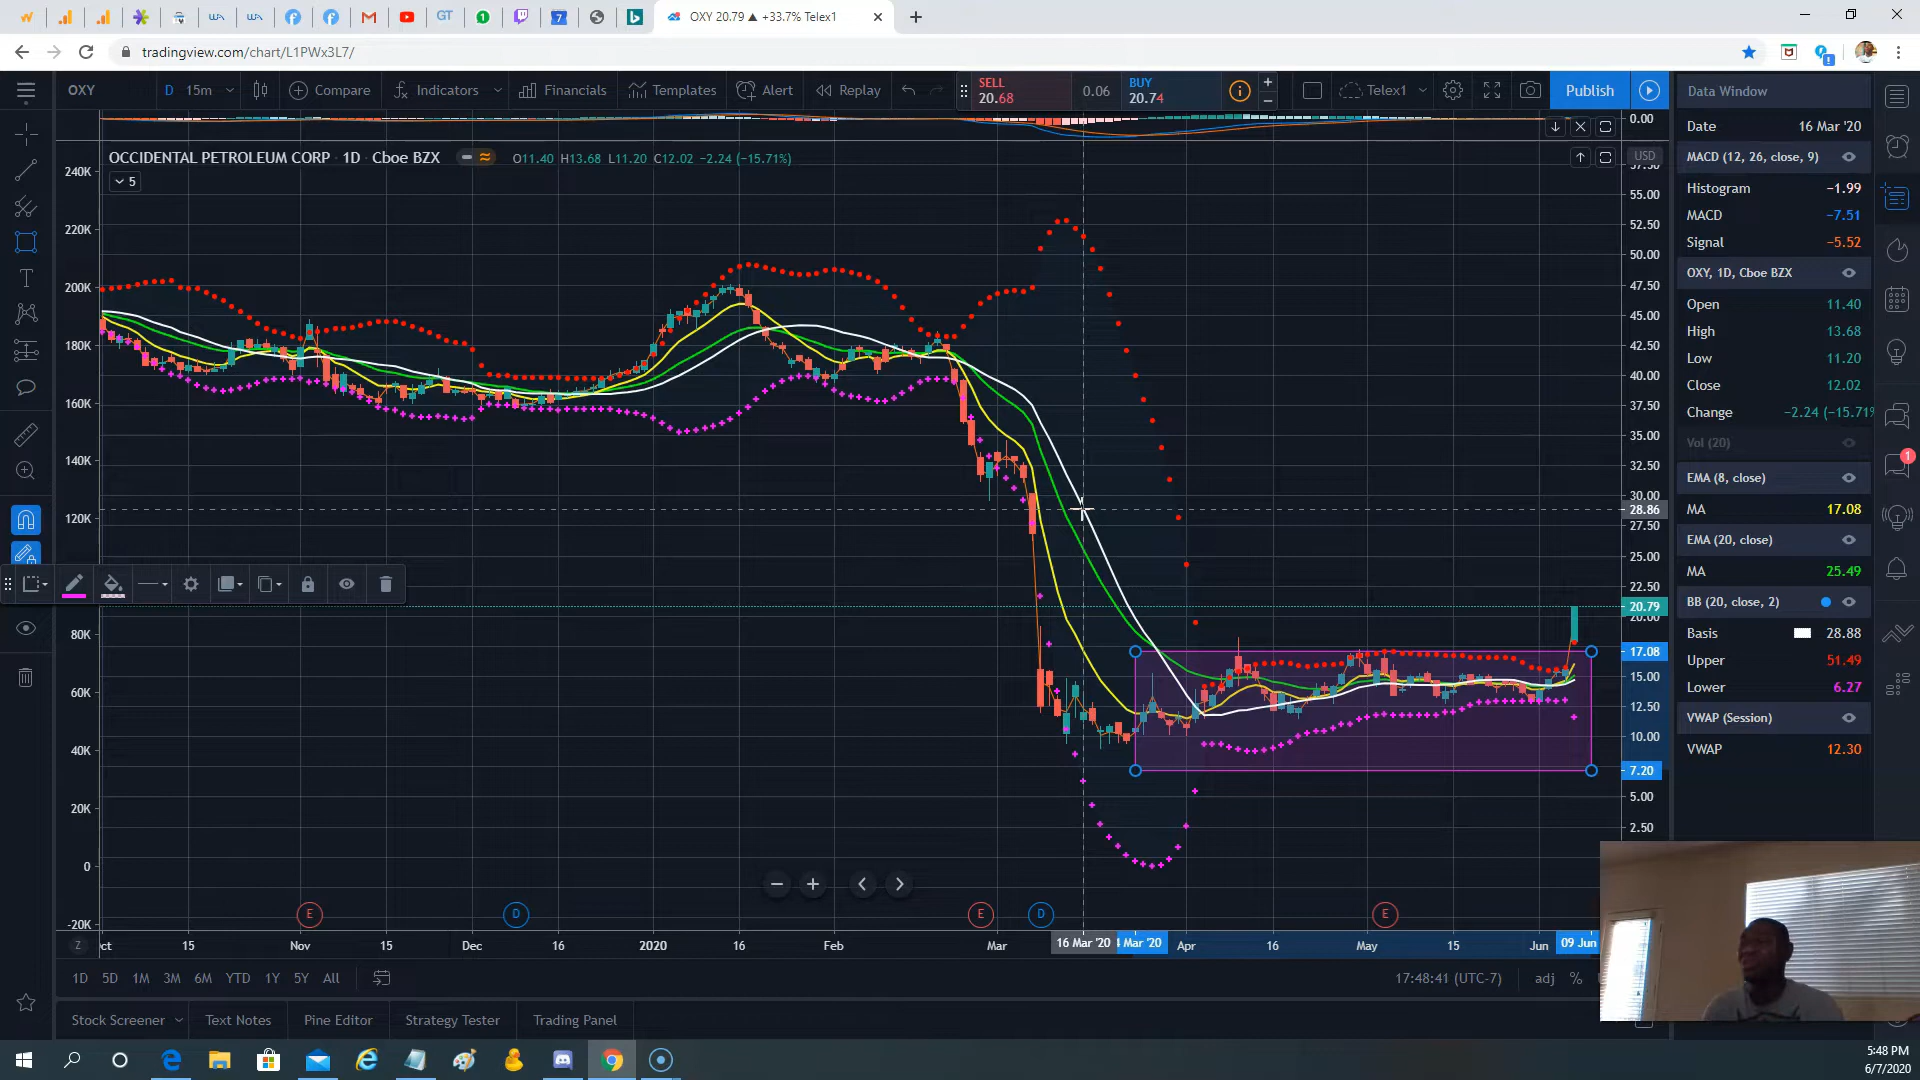 OXY 20.79 ▲ +33.7% Telex1
tradingview.com/chart/L1PWx3L7/
OXY D 15m Compare Indicators Financials Templates Alert Replay
SELL
20.68
0.06
BUY
20.74
Telex1
Publish
Data Window
Date 16 Mar '20
MACD (12, 26, close, 9)
Histogram −1.99
MACD −7.51
Signal −5.52
OXY, 1D, Cboe BZX
Open 11.40
High 13.68
Low 11.20
Close 12.02
Change −2.24 (−15.71%
Vol (20)
EMA (8, close)
MA 17.08
EMA (20, close)
MA 25.49
BB (20, close, 2)
Basis 28.88
Upper 51.49
Lower 6.27
VWAP (Session)
VWAP 12.30
OCCIDENTAL PETROLEUM CORP 1D Cboe BZX
O11.40 H13.68 L11.20 C12.02 −2.24 (−15.71%)
5
240K
220K
200K
180K
160K
140K
120K
80K
60K
40K
20K
0
-20K
0.00
USD
55.00
52.50
50.00
47.50
45.00
42.50
40.00
37.50
35.00
32.50
30.00
28.86
27.50
25.00
22.50
20.79
20.00
17.08
15.00
12.50
10.00
7.20
5.00
2.50
E D E D E
Z ct 15 Nov 15 Dec 16 2020 16 Feb Mar 16 Mar '20 Mar '20 Apr 16 May 15 Jun 09 Jun
1D 5D 1M 3M 6M YTD 1Y 5Y All
17:48:41 (UTC-7) adj %
Stock Screener Text Notes Pine Editor Strategy Tester Trading Panel
5:48 PM
6/7/2020